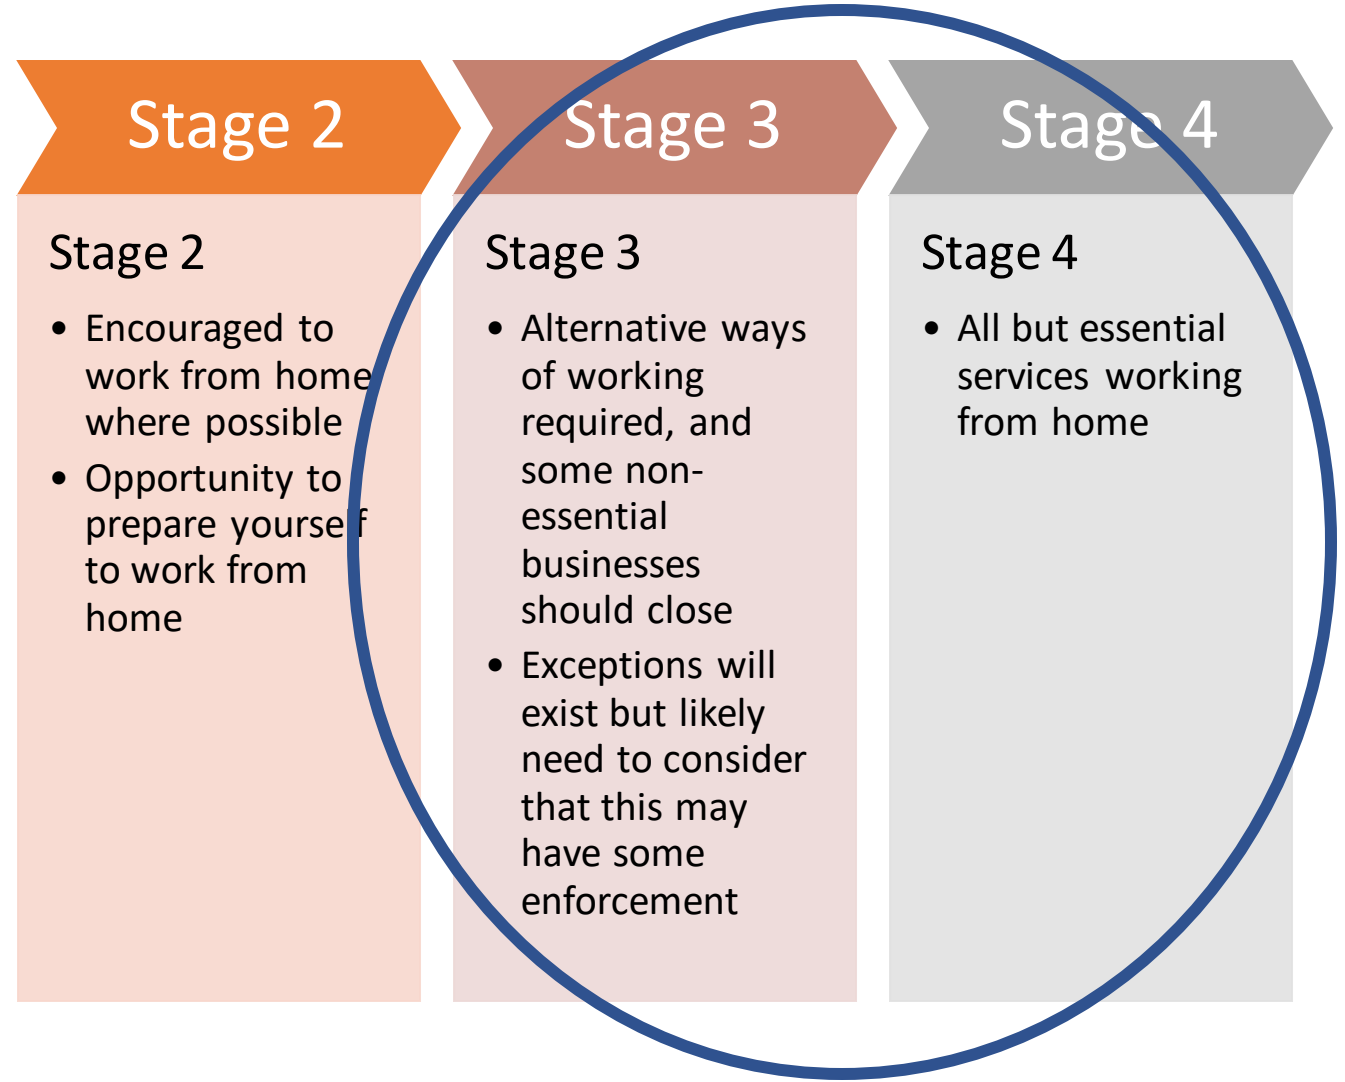 Stage 2
Stage 3
Stage 4
Stage 2
• Encouraged to
work from home
where possible
• Opportunity to
prepare yourself
to work from
home
Stage 3
• Alternative ways
of working
required, and
some non-
essential
businesses
should close
• Exceptions will
exist but likely
need to consider
that this may
have some
enforcement
Stage 4
• All but essential
services working
from home